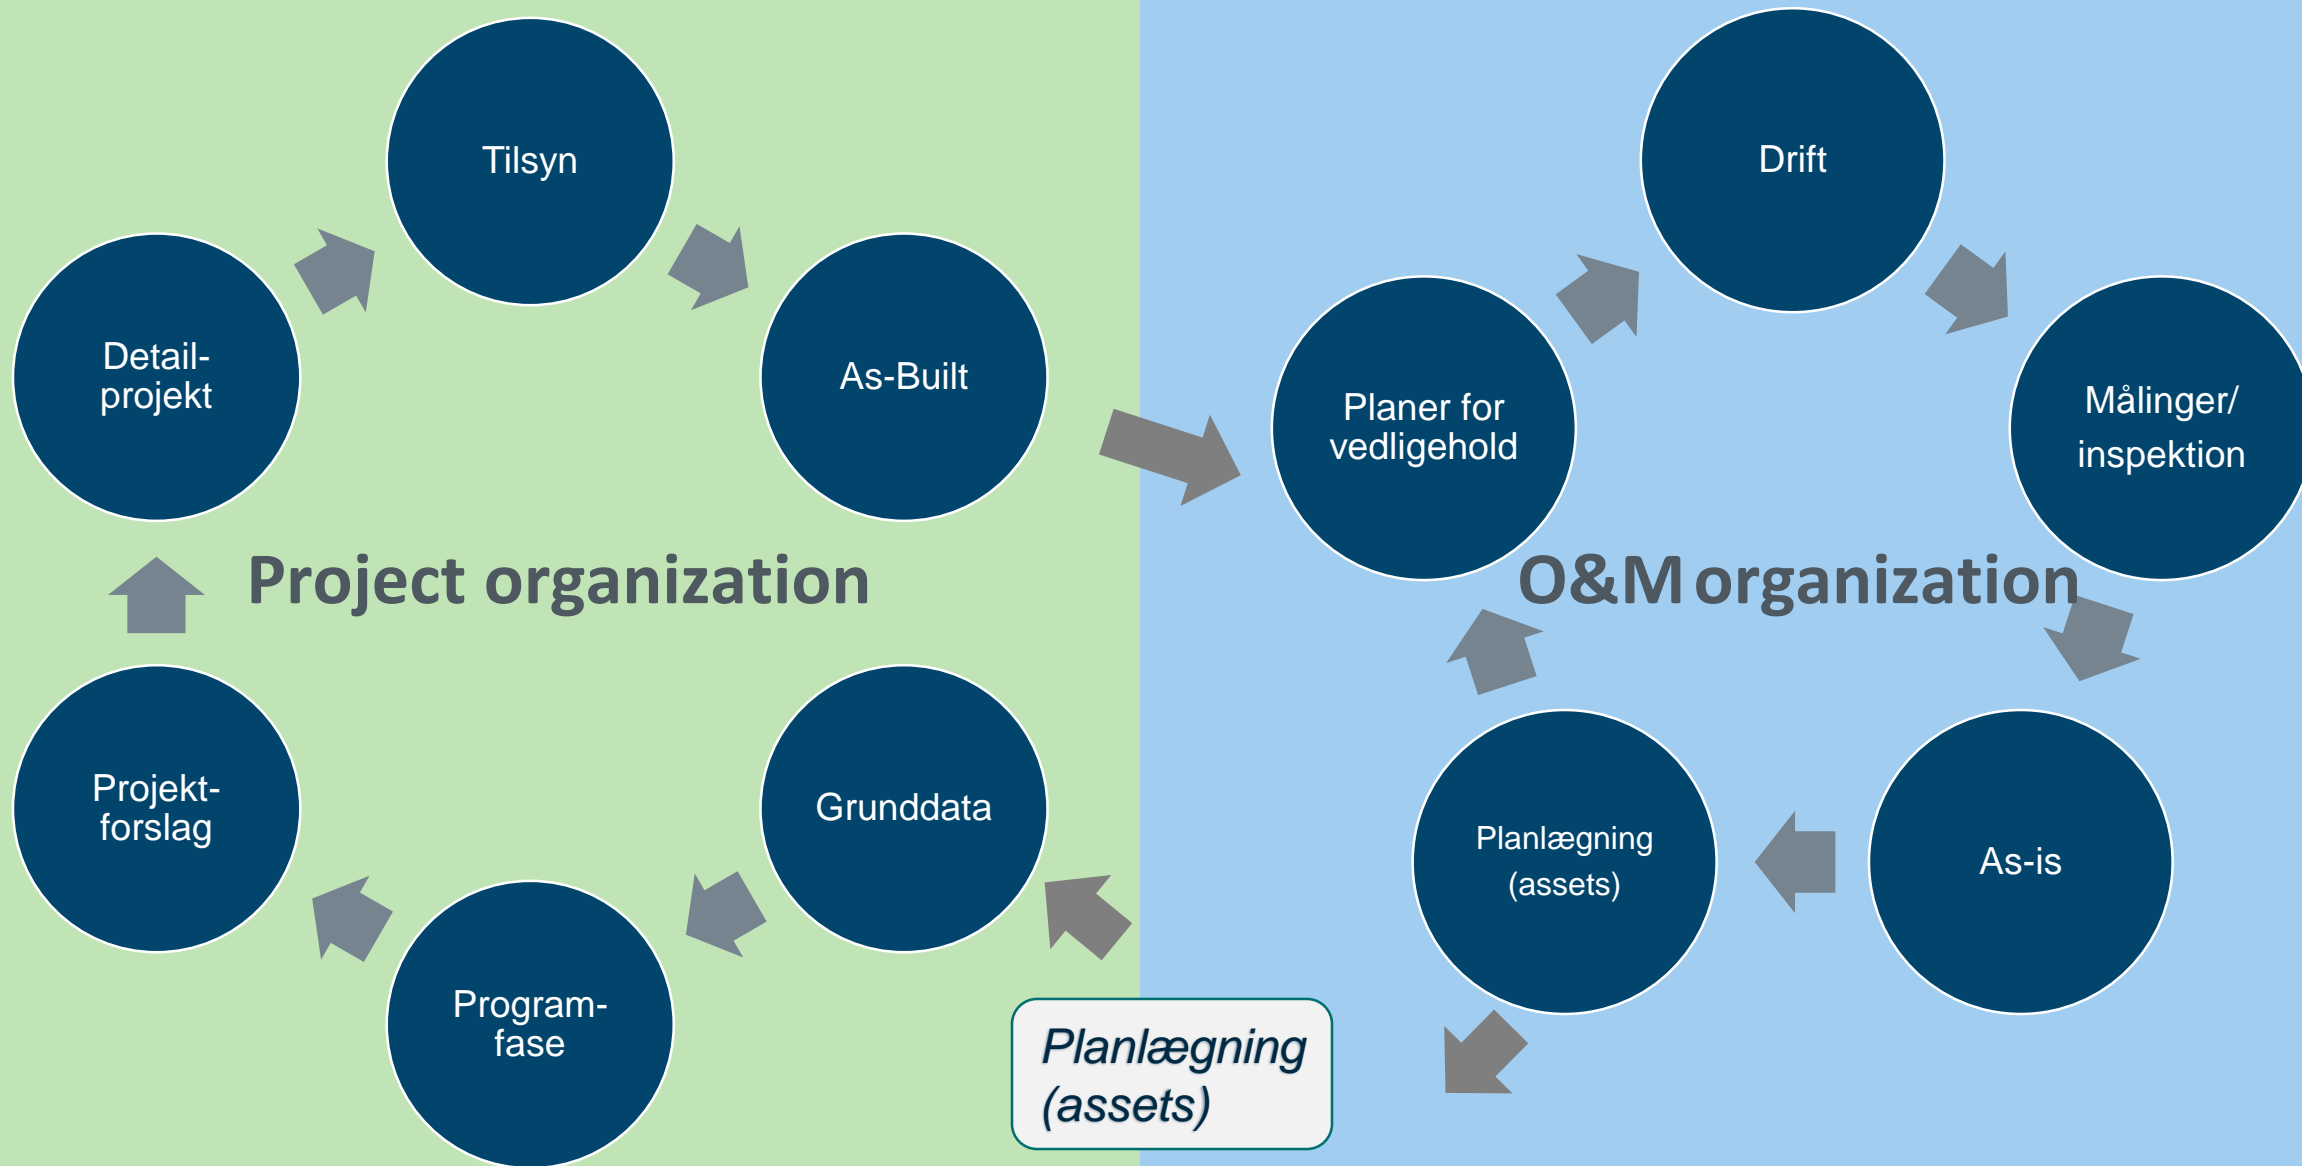 Tilsyn
Detail-
projekt
As-Built
Project organization
Projekt-
forslag
Grunddata
Program-
fase
Drift
Planer for
vedligehold
Målinger/
inspektion
O&M organization
Planlægning
(assets)
As-is
Planlægning
(assets)